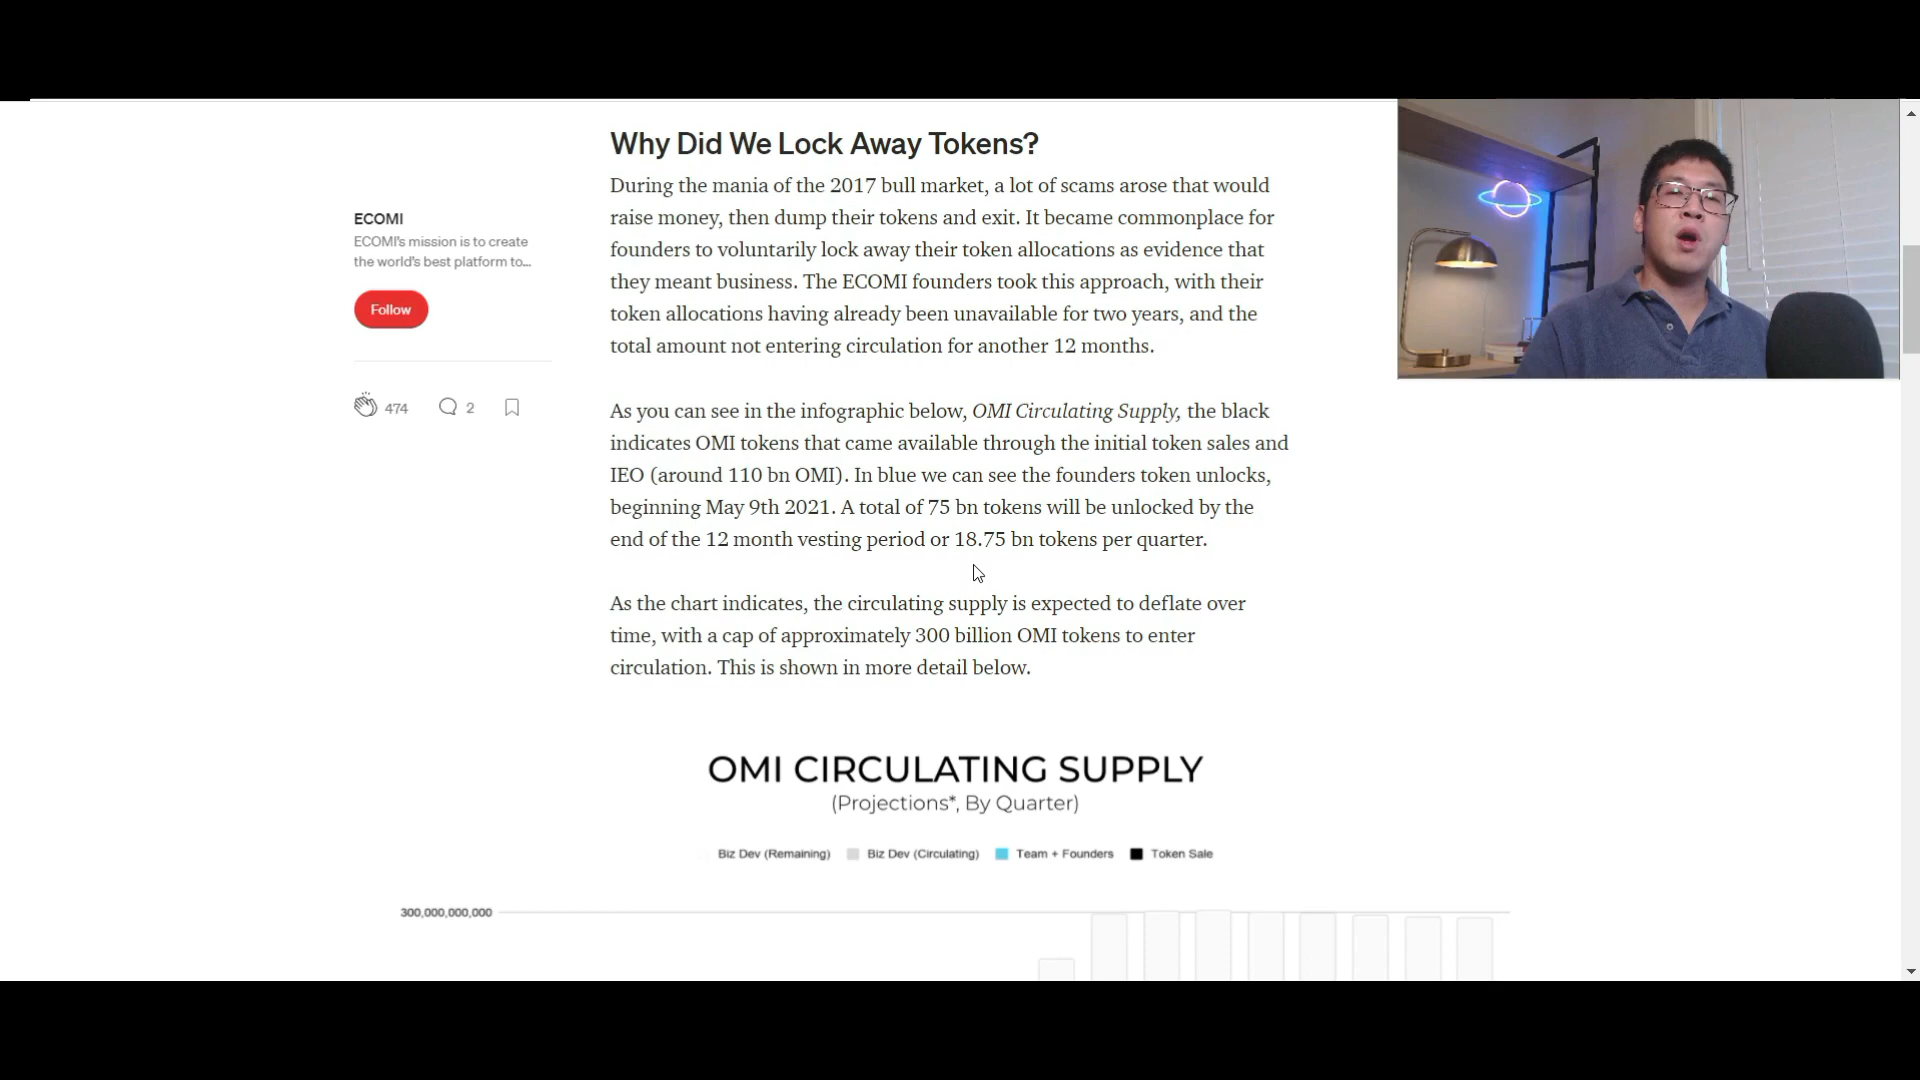 Why Did We Lock Away Tokens?
During the mania of the 2017 bull market, a lot of scams arose that would
raise money, then dump their tokens and exit. It became commonplace for
founders to voluntarily lock away their token allocations as evidence that
they meant business. The ECOMI founders took this approach, with their
token allocations having already been unavailable for two years, and the
total amount not entering circulation for another 12 months.
ECOMI
ECOMI's mission is to create
the world's best platform to...
Follow
474
2
As you can see in the infographic below, OMI Circulating Supply, the black
indicates OMI tokens that came available through the initial token sales and
IEO (around 110 bn OMI). In blue we can see the founders token unlocks,
beginning May 9th 2021. A total of 75 bn tokens will be unlocked by the
end of the 12 month vesting period or 18.75 bn tokens per quarter.
As the chart indicates, the circulating supply is expected to deflate over
time, with a cap of approximately 300 billion OMI tokens to enter
circulation. This is shown in more detail below.
OMI CIRCULATING SUPPLY
(Projections*, By Quarter)
Biz Dev (Remaining) Biz Dev (Circulating) Team + Founders Token Sale
300,000,000,000